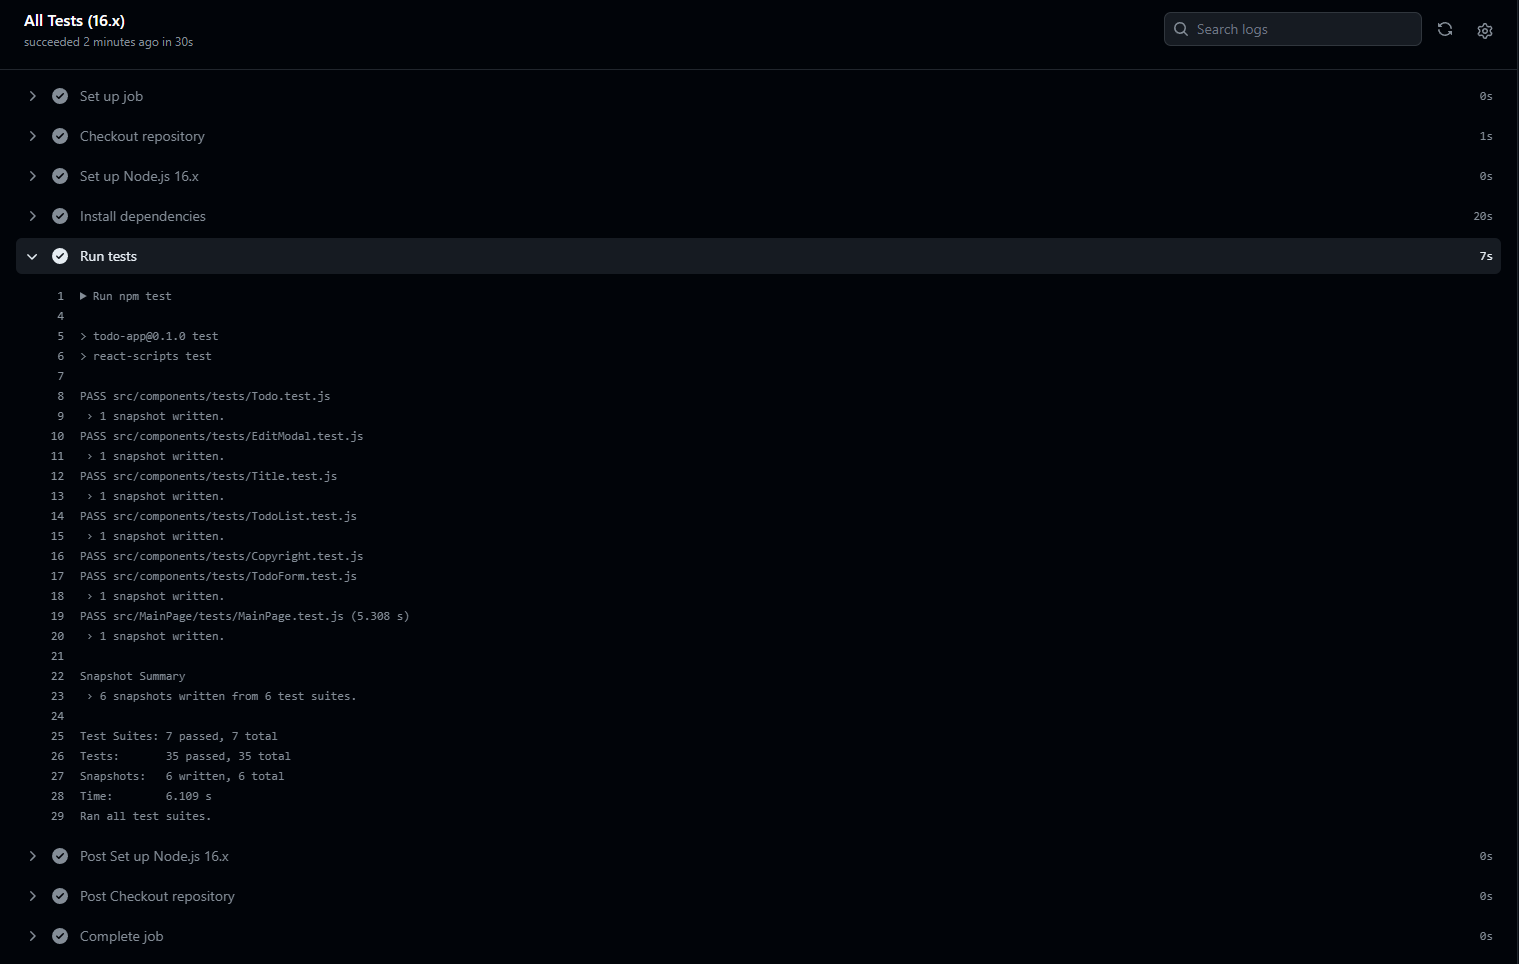 All Tests (16.x)
succeeded 2 minutes ago in 30s
Search logs
Set up job 0s
Checkout repository 1s
Set up Node.js 16.x 0s
Install dependencies 20s
Run tests 7s
1 ▶ Run npm test
4
5 > todo-app@0.1.0 test
6 > react-scripts test
7
8 PASS src/components/tests/Todo.test.js
9 › 1 snapshot written.
10 PASS src/components/tests/EditModal.test.js
11 › 1 snapshot written.
12 PASS src/components/tests/Title.test.js
13 › 1 snapshot written.
14 PASS src/components/tests/TodoList.test.js
15 › 1 snapshot written.
16 PASS src/components/tests/Copyright.test.js
17 PASS src/components/tests/TodoForm.test.js
18 › 1 snapshot written.
19 PASS src/MainPage/tests/MainPage.test.js (5.308 s)
20 › 1 snapshot written.
21
22 Snapshot Summary
23 › 6 snapshots written from 6 test suites.
24
25 Test Suites: 7 passed, 7 total
26 Tests: 35 passed, 35 total
27 Snapshots: 6 written, 6 total
28 Time: 6.109 s
29 Ran all test suites.
Post Set up Node.js 16.x 0s
Post Checkout repository 0s
Complete job 0s